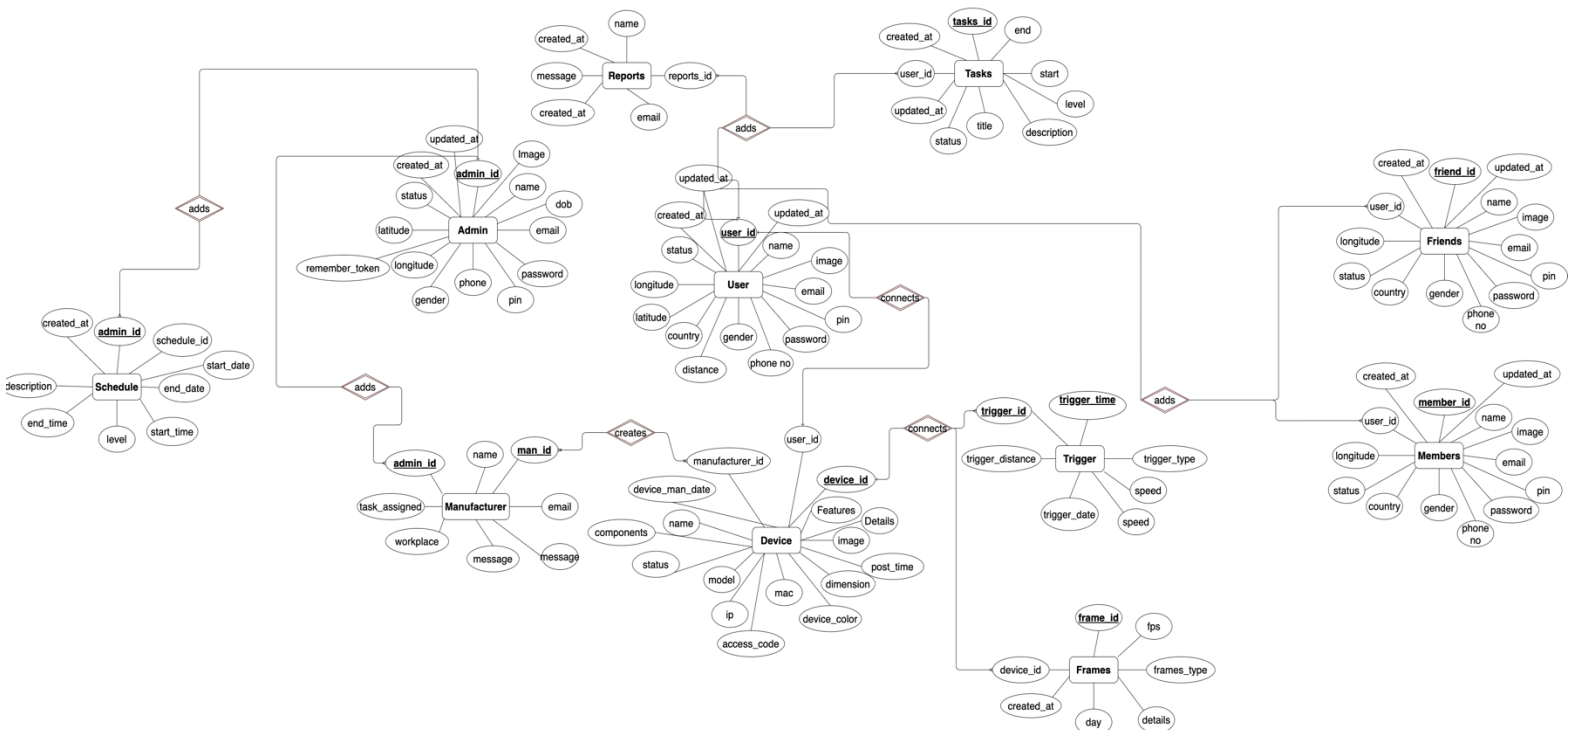 name
created_at
message
Reports
reports_id
created_at
email
adds
tasks_id
created_at
end
user_id
Tasks
start
updated_at
level
status
title
description
adds
updated_at
Image
created_at
admin_id
status
name
dob
latitude
Admin
email
remember_token
longitude
phone
password
gender
pin
updated_at
created_at
updated_at
user_id
status
name
image
longitude
User
email
latitude
country
gender
pin
password
distance
phone no
connects
created_at
friend_id
updated_at
user_id
name
image
longitude
Friends
email
status
country
gender
password
pin
phone
no
created_at
admin_id
schedule_id
start_date
description
Schedule
end_date
end_time
level
start_time
adds
adds
created_at
updated_at
member_id
user_id
name
image
longitude
Members
email
status
country
gender
password
pin
phone
no
creates
connects
trigger_id
trigger_time
trigger_distance
Trigger
trigger_type
speed
trigger_date
speed
admin_id
name
man_id
task_assigned
Manufacturer
email
workplace
message
message
user_id
manufacturer_id
device_id
device_man_date
Features
Details
name
components
Device
image
status
post_time
model
dimension
mac
ip
device_color
access_code
frame_id
fps
device_id
Frames
frames_type
created_at
day
details